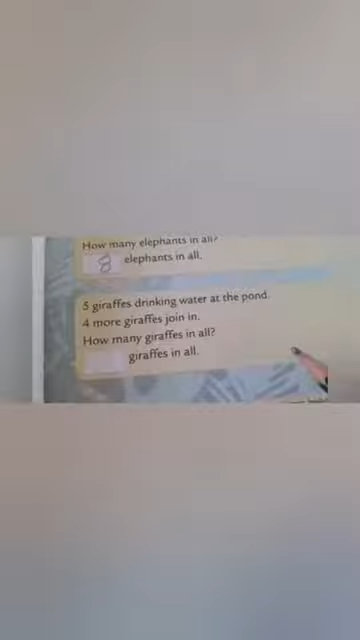 How many elephants in all?
8 elephants in all.
5 giraffes drinking water at the pond.
4 more giraffes join in.
How many giraffes in all?
giraffes in all.